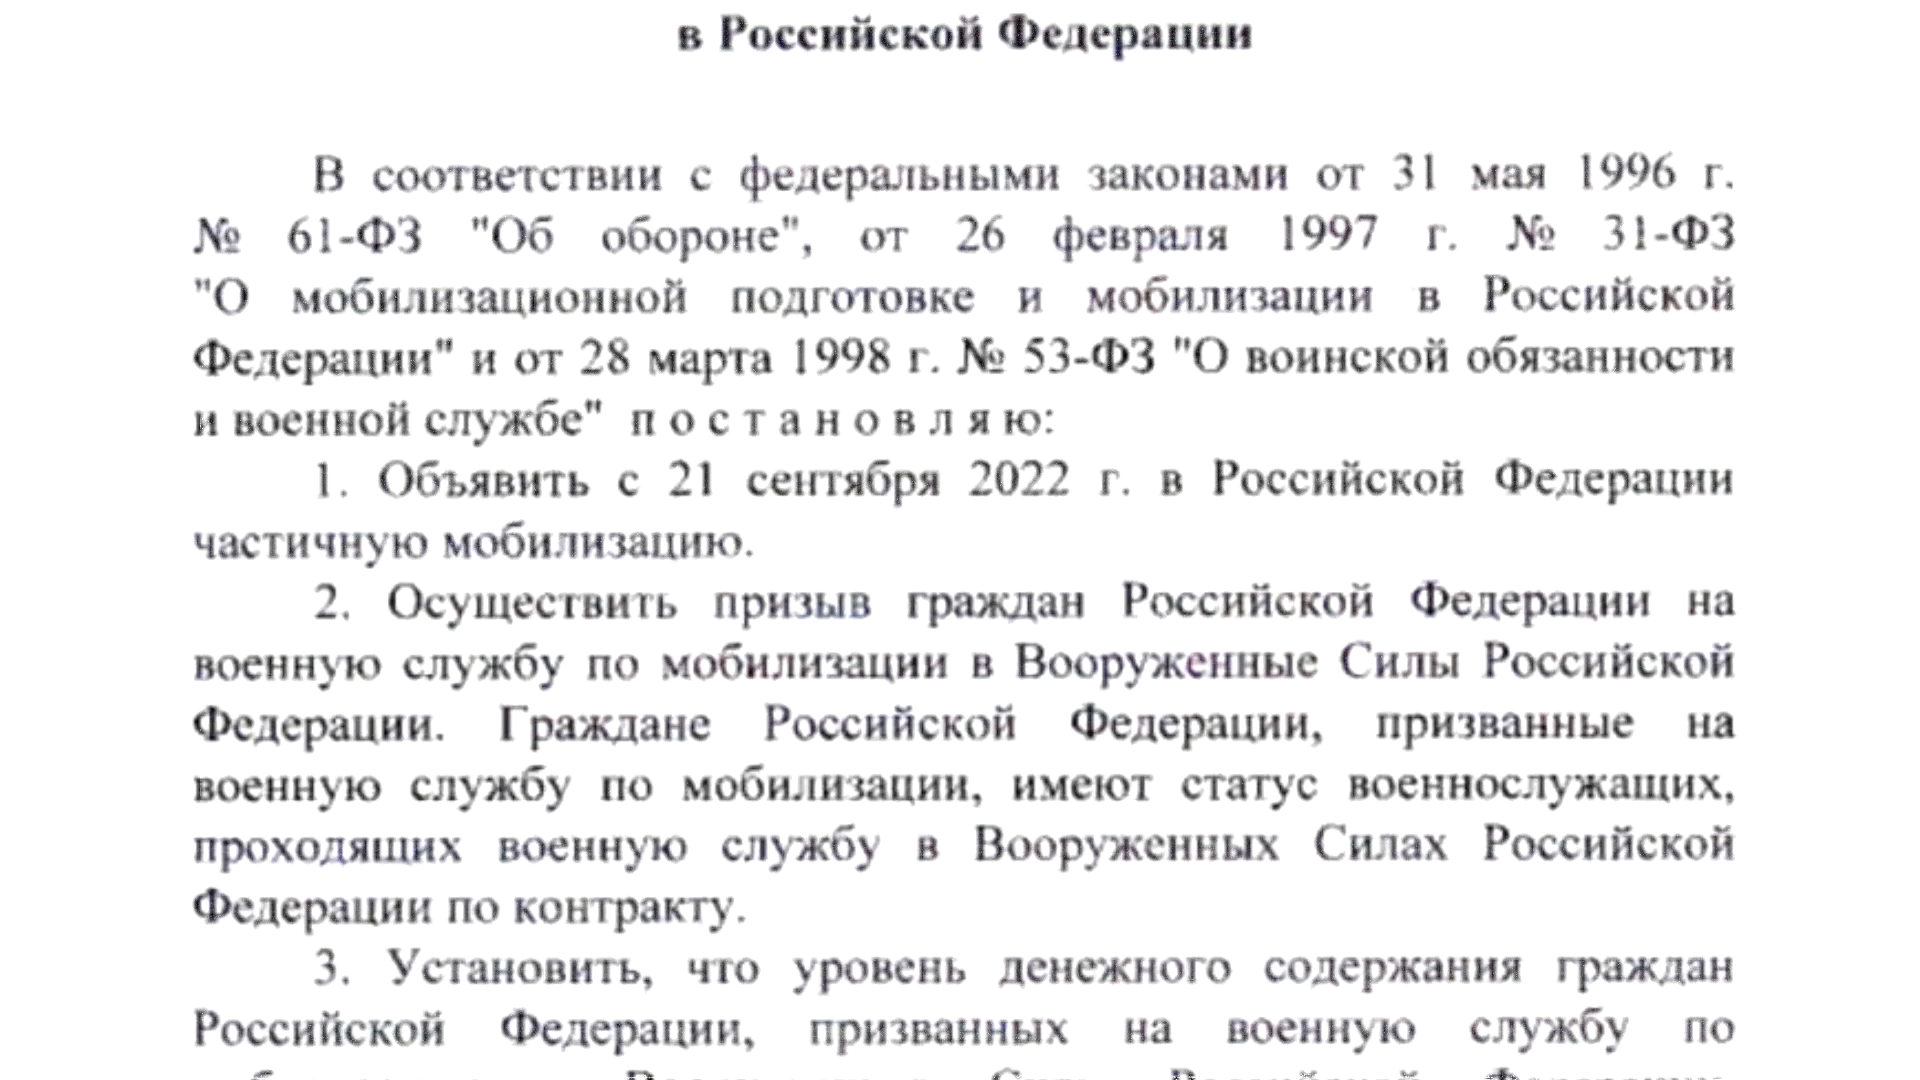 в Российской Федерации
В соответствии с федеральными законами от 31 мая 1996 г.
№ 61-ФЗ "Об обороне", от 26 февраля 1997 г. № 31-ФЗ
"О мобилизационной подготовке и мобилизации в Российской
Федерации" и от 28 марта 1998 г. № 53-ФЗ "О воинской обязанности
и военной службе" п о с т а н о в л я ю:
1. Объявить с 21 сентября 2022 г. в Российской Федерации
частичную мобилизацию.
2. Осуществить призыв граждан Российской Федерации на
военную службу по мобилизации в Вооруженные Силы Российской
Федерации. Граждане Российской Федерации, призванные на
военную службу по мобилизации, имеют статус военнослужащих,
проходящих военную службу в Вооруженных Силах Российской
Федерации по контракту.
3. Установить, что уровень денежного содержания граждан
Российской Федерации, призванных на военную службу по